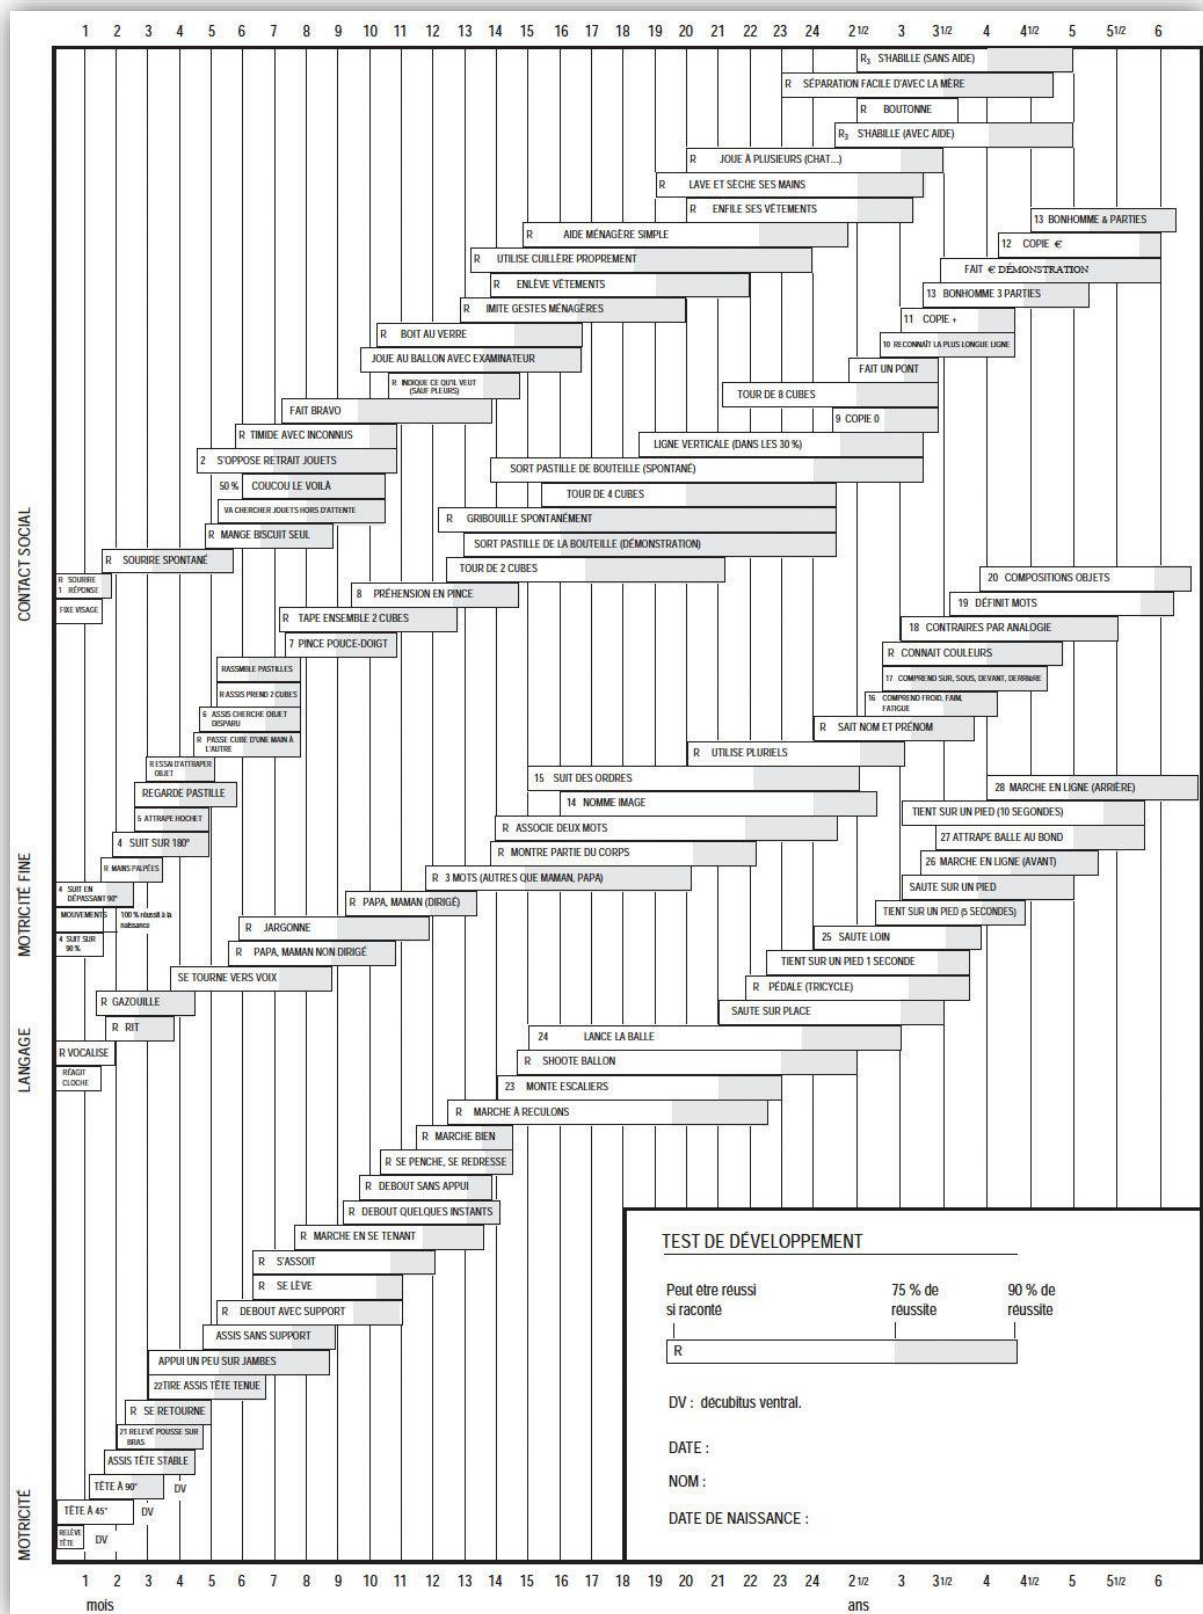 1 2 3 4 5 6 7 8 9 10 11 12 13 14 15 16 17 18 19 20 21 22 23 24 2 1/2 3 3 1/2 4 4 1/2 5 5 1/2 6
R3 S'HABILLE (SANS AIDE)
R SÉPARATION FACILE D'AVEC LA MÈRE
R BOUTONNE
R3 S'HABILLE (AVEC AIDE)
R JOUE À PLUSIEURS (CHAT...)
R LAVE ET SÈCHE SES MAINS
R ENFILE SES VÊTEMENTS
13 BONHOMME & PARTIES
R AIDE MÉNAGÈRE SIMPLE
12 COPIE €
R UTILISE CUILLÈRE PROPREMENT
FAIT € DÉMONSTRATION
R ENLÈVE VÊTEMENTS
13 BONHOMME 3 PARTIES
R IMITE GESTES MÉNAGÈRES
11 COPIE +
R BOIT AU VERRE
10 RECONNAÎT LA PLUS LONGUE LIGNE
JOUE AU BALLON AVEC EXAMINATEUR
FAIT UN PONT
R INDIQUE CE QU'IL VEUT
(SAUF PLEURS)
TOUR DE 8 CUBES
FAIT BRAVO
9 COPIE 0
R TIMIDE AVEC INCONNUS
LIGNE VERTICALE (DANS LES 30 %)
2 S'OPPOSE RETRAIT JOUETS
SORT PASTILLE DE BOUTEILLE (SPONTANÉ)
50 % COUCOU LE VOILÀ
TOUR DE 4 CUBES
VA CHERCHER JOUETS HORS D'ATTENTE
R GRIBOUILLE SPONTANÉMENT
R MANGE BISCUIT SEUL
SORT PASTILLE DE LA BOUTEILLE (DÉMONSTRATION)
R SOURIRE SPONTANÉ
TOUR DE 2 CUBES
CONTACT SOCIAL
R SOURIRE
1 RÉPONSE
20 COMPOSITIONS OBJETS
8 PRÉHENSION EN PINCE
FIXE VISAGE
19 DÉFINIT MOTS
R TAPE ENSEMBLE 2 CUBES
18 CONTRAIRES PAR ANALOGIE
7 PINCE POUCE-DOIGT
R CONNAIT COULEURS
RASSMBLE PASTILLES
17 COMPREND SUR, SOUS, DEVANT, DERRIèRE
R ASSIS PREND 2 CUBES
16 COMPREND FROID, FAIM,
FATIGUE
6 ASSIS CHERCHE OBJET
DISPARU
R SAIT NOM ET PRÉNOM
R PASSE CUBE D'UNE MAIN À
L'AUTRE
R UTILISE PLURIELS
R ESSAI D'ATTRAPER
OBJET
15 SUIT DES ORDRES
REGARDE PASTILLE
28 MARCHE EN LIGNE (ARRIÈRE)
14 NOMME IMAGE
5 ATTRAPE HOCHET
TIENT SUR UN PIED (10 SEGONDES)
R ASSOCIE DEUX MOTS
4 SUIT SUR 180°
27 ATTRAPE BALLE AU BOND
R MONTRE PARTIE DU CORPS
MOTRICITÉ FINE
R MAINS PALPÉES
26 MARCHE EN LIGNE (AVANT)
R 3 MOTS (AUTRES QUE MAMAN, PAPA)
4 SUIT EN
DÉPASSANT 90°
SAUTE SUR UN PIED
R PAPA, MAMAN (DIRIGÉ)
MOUVEMENTS
100 % réussit à la
naissance
TIENT SUR UN PIED (5 SECONDES)
R JARGONNE
4 SUIT SUR
90 %
25 SAUTE LOIN
R PAPA, MAMAN NON DIRIGÉ
TIENT SUR UN PIED 1 SECONDE
SE TOURNE VERS VOIX
R PÉDALE (TRICYCLE)
R GAZOUILLE
SAUTE SUR PLACE
R RIT
24 LANCE LA BALLE
LANGAGE
R VOCALISE
R SHOOTE BALLON
RÉAGIT
CLOCHE
23 MONTE ESCALIERS
R MARCHE À RECULONS
R MARCHE BIEN
R SE PENCHE, SE REDRESSE
R DEBOUT SANS APPUI
R DEBOUT QUELQUES INSTANTS
R MARCHE EN SE TENANT
R S'ASSOIT
R SE LÈVE
R DEBOUT AVEC SUPPORT
ASSIS SANS SUPPORT
APPUI UN PEU SUR JAMBES
22 TIRE ASSIS TÊTE TENUE
R SE RETOURNE
21 RELEVÉ POUSSE SUR
BRAS
ASSIS TÊTE STABLE
TÊTE À 90° DV
TÊTE À 45° DV
RELÈVE
TÊTE
DV
MOTRICITÉ
TEST DE DÉVELOPPEMENT
Peut être réussi
si raconté
75 % de
réussite
90 % de
réussite
R
DV : décubitus ventral.
DATE :
NOM :
DATE DE NAISSANCE :
1 2 3 4 5 6 7 8 9 10 11 12 13 14 15 16 17 18 19 20 21 22 23 24 2 1/2 3 3 1/2 4 4 1/2 5 5 1/2 6
mois ans